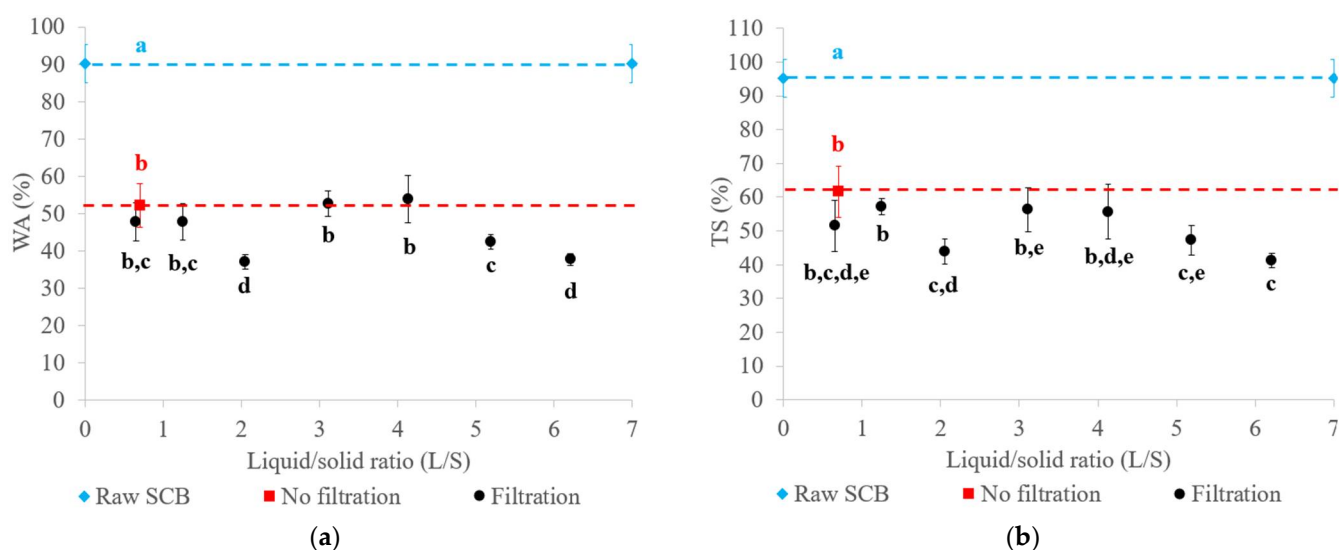 100
90
80
70
60
50
40
30
20
10
0
WA (%)
a
b
b,c
b,c
d
b
b
c
d
0 1 2 3 4 5 6 7
Liquid/solid ratio (L/S)
Raw SCB No filtration Filtration
(a)
110
100
90
80
70
60
50
40
30
20
10
0
TS (%)
a
b
b,c,d,e
b
c,d
b,e
b,d,e
c,e
c
0 1 2 3 4 5 6 7
Liquid/solid ratio (L/S)
Raw SCB No filtration Filtration
(b)